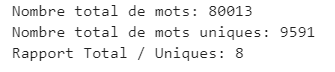 Nombre total de mots: 80013
Nombre total de mots uniques: 9591
Rapport Total / Uniques: 8